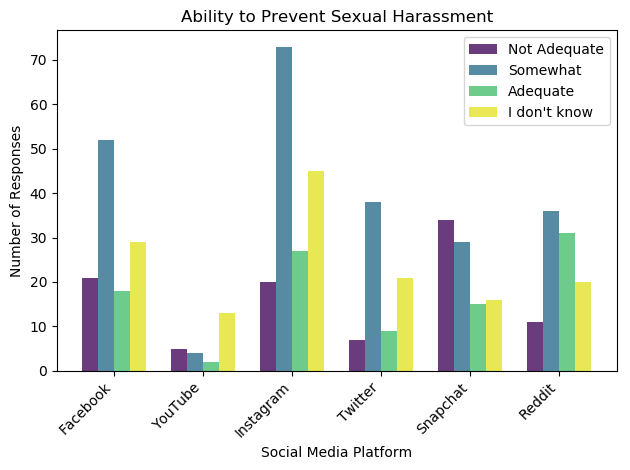 Ability to Prevent Sexual Harassment
Not Adequate
Somewhat
Adequate
I don't know
Number of Responses
70
60
50
40
30
20
10
0
Facebook
YouTube
Instagram
Twitter
Snapchat
Reddit
Social Media Platform